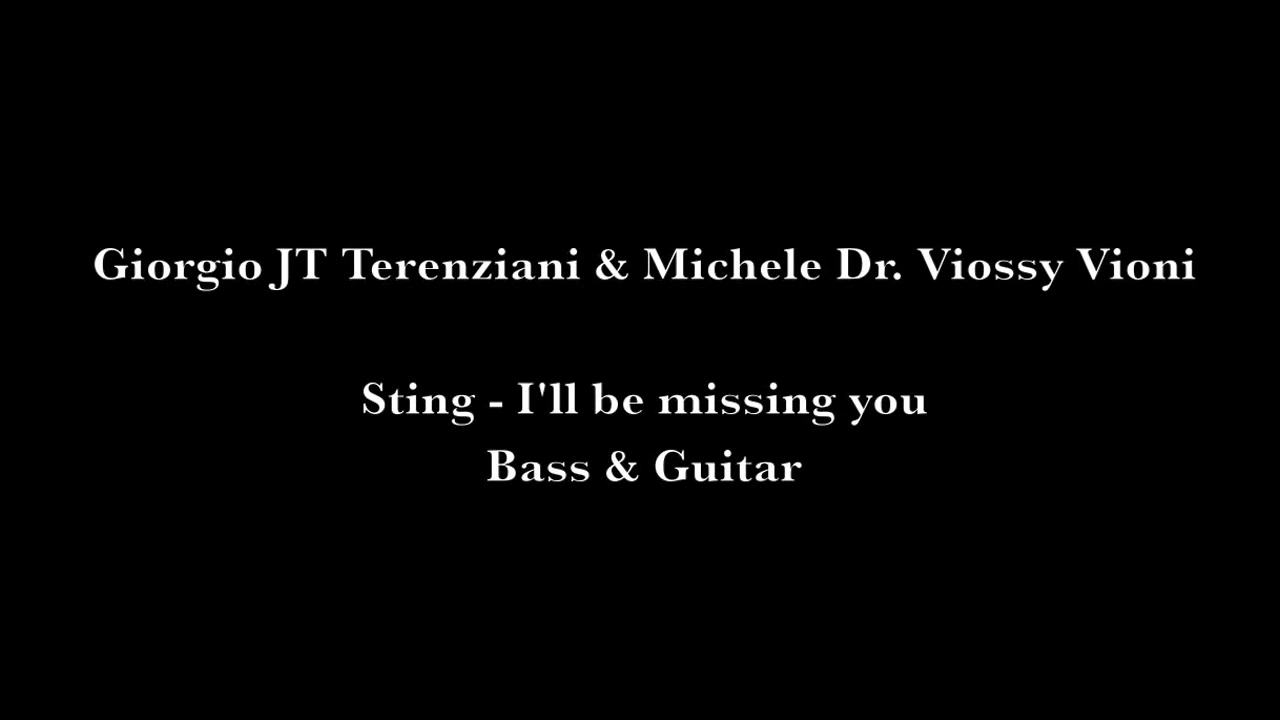 Giorgio JT Terenziani & Michele Dr. Viossy Vioni
Sting - I'll be missing you
Bass & Guitar